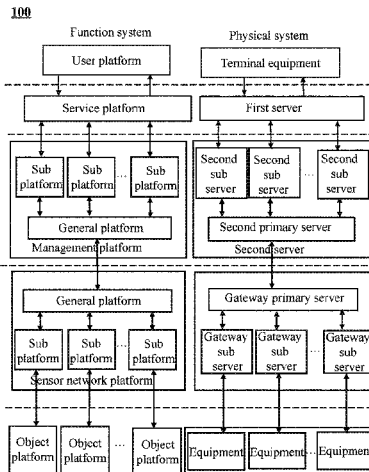 100
Function system
Physical system
User platform
Terminal equipment
Service platform
First server
Sub platform
Sub platform
...
Sub platform
Second sub server
Second sub server
...
Second sub server
General platform
Second primary server
Management platform
Second server
General platform
Gateway primary server
Sub platform
Sub platform
...
Sub platform
Gateway sub server
Gateway sub server
...
Gateway sub server
Sensor network platform
Object platform
Object platform
...
Object platform
Equipment
Equipment
...
Equipment